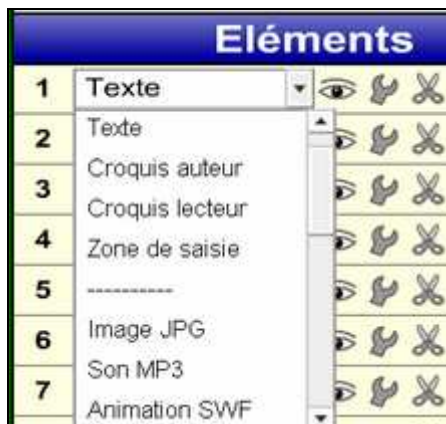 Eléments
1 Texte
2 Texte
Croquis auteur
3 Croquis lecteur
4 Zone de saisie
5 ----------
6 Image JPG
Son MP3
7 Animation SWF